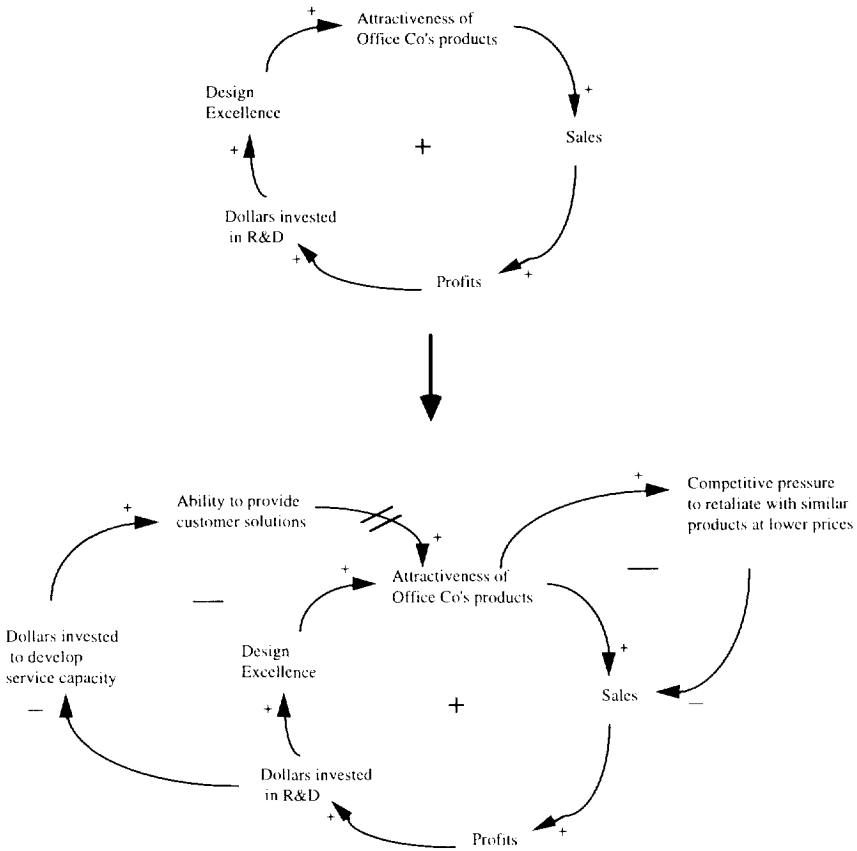 +
Attractiveness of
Office Co's products
+
Design
Excellence
+
+
Sales
Dollars invested
in R&D
+
Profits
+
Ability to provide
customer solutions
+
+
Competitive pressure
to retaliate with similar
products at lower prices
+
+
Attractiveness of
Office Co's products
—
—
Dollars invested
to develop
service capacity
Design
Excellence
+
Sales
—
+
+
—
Dollars invested
in R&D
+
Profits
+